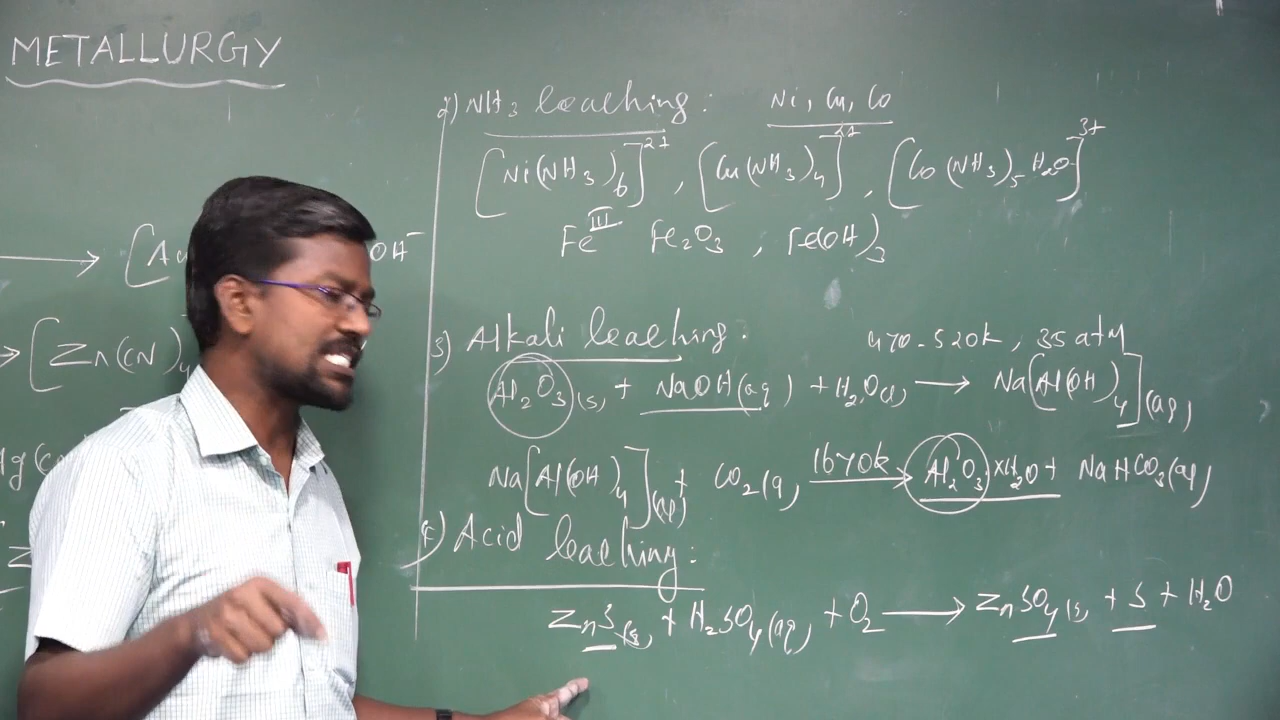 METALLURGY
⟶ [Au OH⁻
→ [Zn(CN)₄
2) NH₃ leaching: Ni, Cu, Co
[Ni(NH₃)₆]²⁺, [Cu(NH₃)₄]²⁺, [Co(NH₃)₅H₂O]³⁺
Feᴵᴵᴵ Fe₂O₃, Fe(OH)₃
3) Alkali leaching: 470-520K, 35 atm
Al₂O₃(s) + NaOH(aq) + H₂O(l) ⟶ Na[Al(OH)₄](aq)
Na[Al(OH)₄](aq) + CO₂(g) 1670K⟶ Al₂O₃ xH₂O + NaHCO₃(aq)
Acid leaching:
ZnS(s) + H₂SO₄(aq) + O₂ ⟶ ZnSO₄(s) + S + H₂O